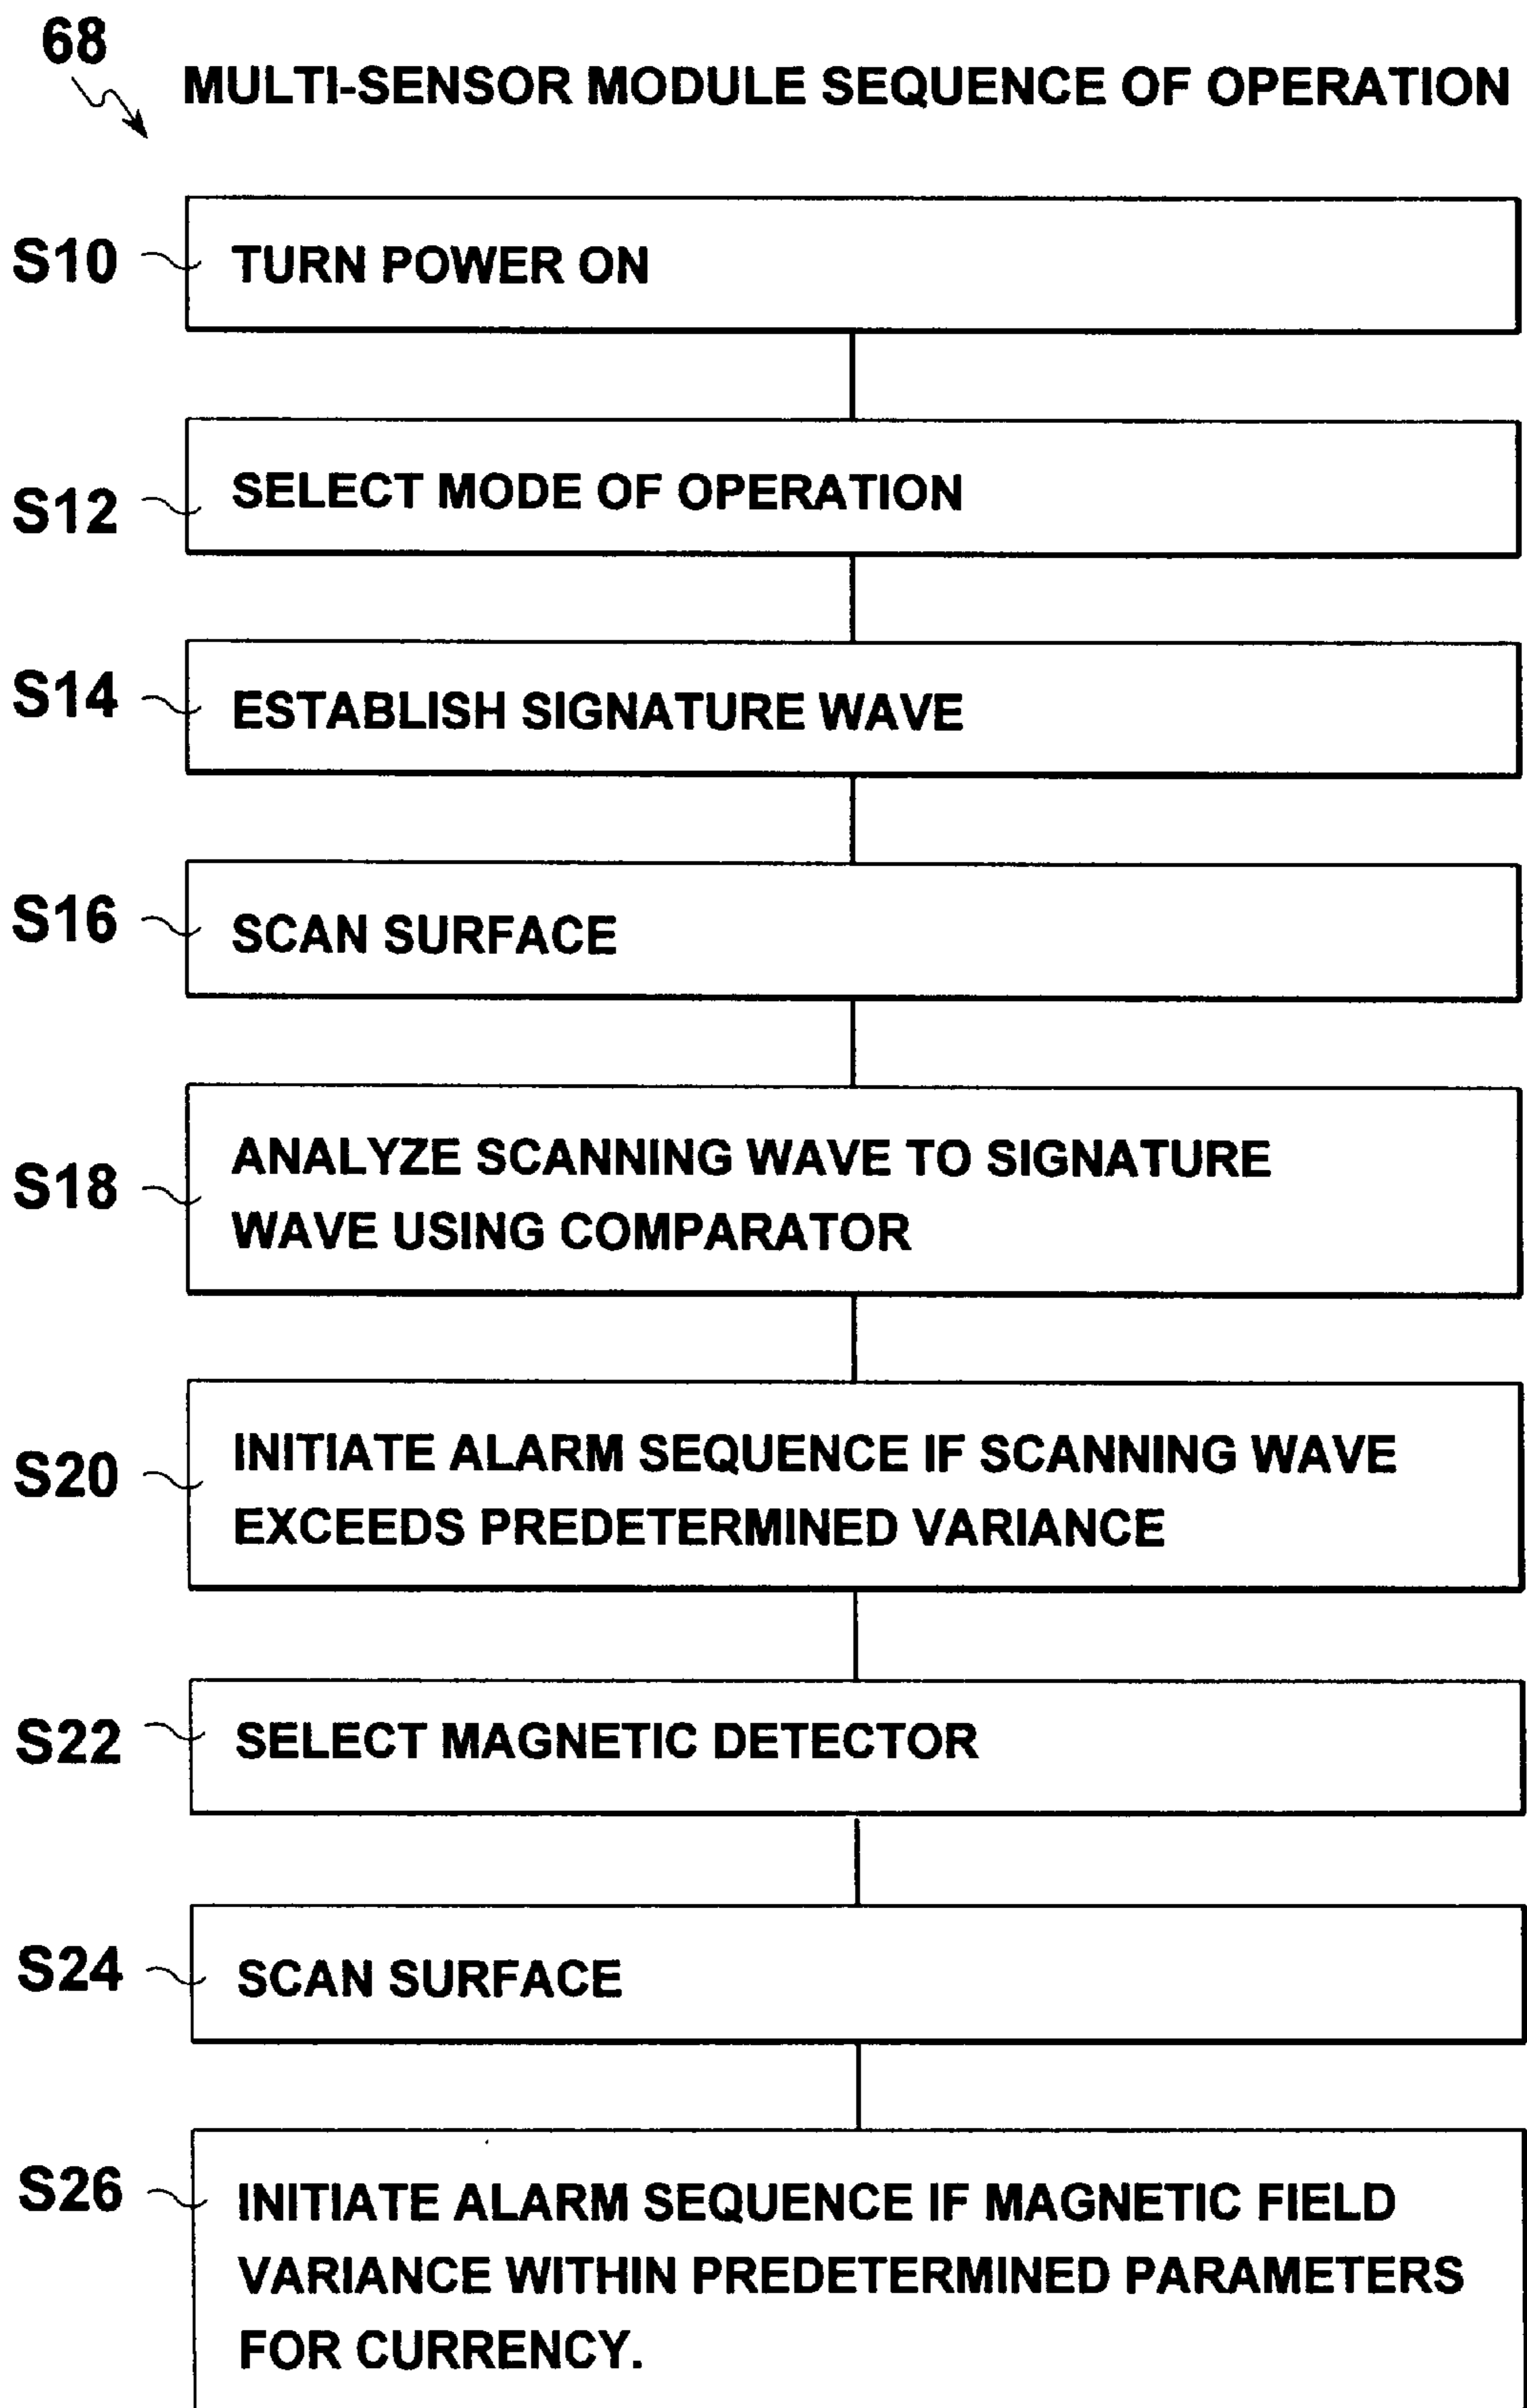 68
MULTI-SENSOR MODULE SEQUENCE OF OPERATION
S10
TURN POWER ON
S12
SELECT MODE OF OPERATION
S14
ESTABLISH SIGNATURE WAVE
S16
SCAN SURFACE
S18
ANALYZE SCANNING WAVE TO SIGNATURE
WAVE USING COMPARATOR
S20
INITIATE ALARM SEQUENCE IF SCANNING WAVE
EXCEEDS PREDETERMINED VARIANCE
S22
SELECT MAGNETIC DETECTOR
S24
SCAN SURFACE
S26
INITIATE ALARM SEQUENCE IF MAGNETIC FIELD
VARIANCE WITHIN PREDETERMINED PARAMETERS
FOR CURRENCY.